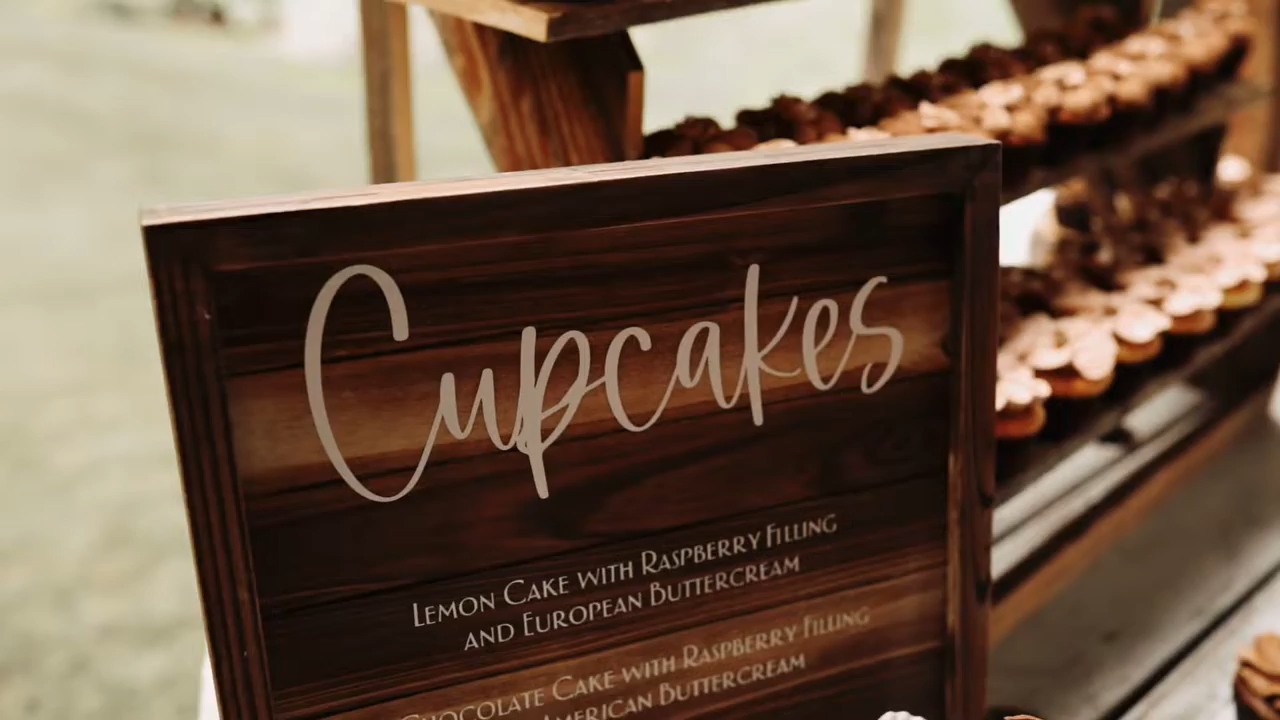 Cupcakes
LEMON CAKE WITH RASPBERRY FILLING
AND EUROPEAN BUTTERCREAM
CHOCOLATE CAKE WITH RASPBERRY FILLING
AMERICAN BUTTERCREAM